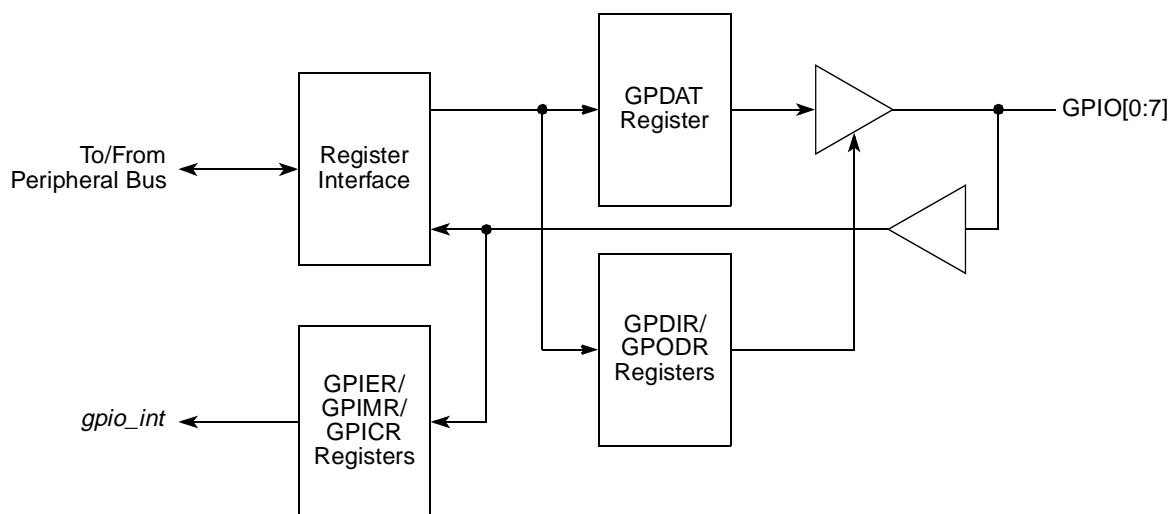 GPDAT
Register
GPIO[0:7]
To/From
Peripheral Bus
Register
Interface
GPDIR/
GPODR
Registers
GPIER/
GPIMR/
GPICR
Registers
gpio_int